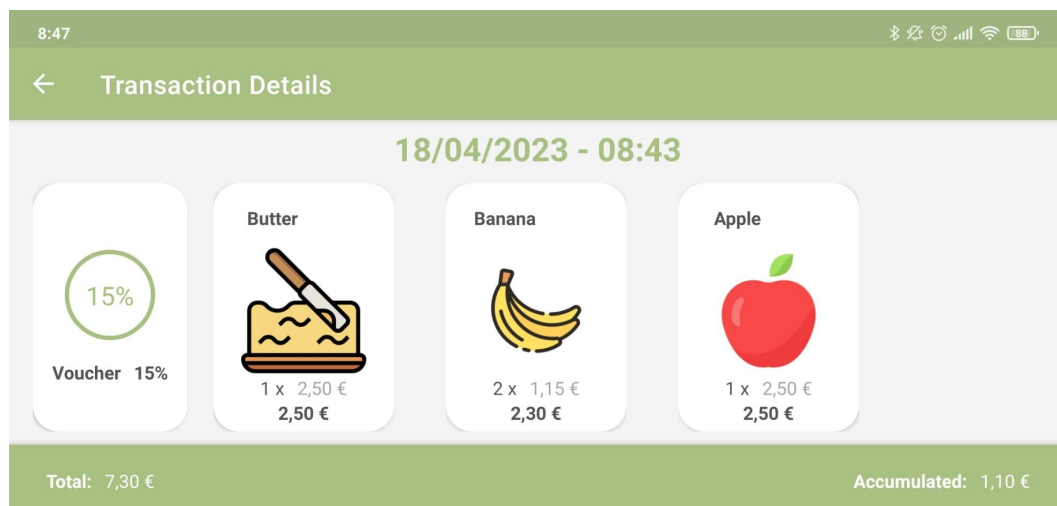 8:47
88
Transaction Details
18/04/2023 - 08:43
15%
Voucher 15%
Butter
1 x 2,50 €
2,50 €
Banana
2 x 1,15 €
2,30 €
Apple
1 x 2,50 €
2,50 €
Total: 7,30 €
Accumulated: 1,10 €